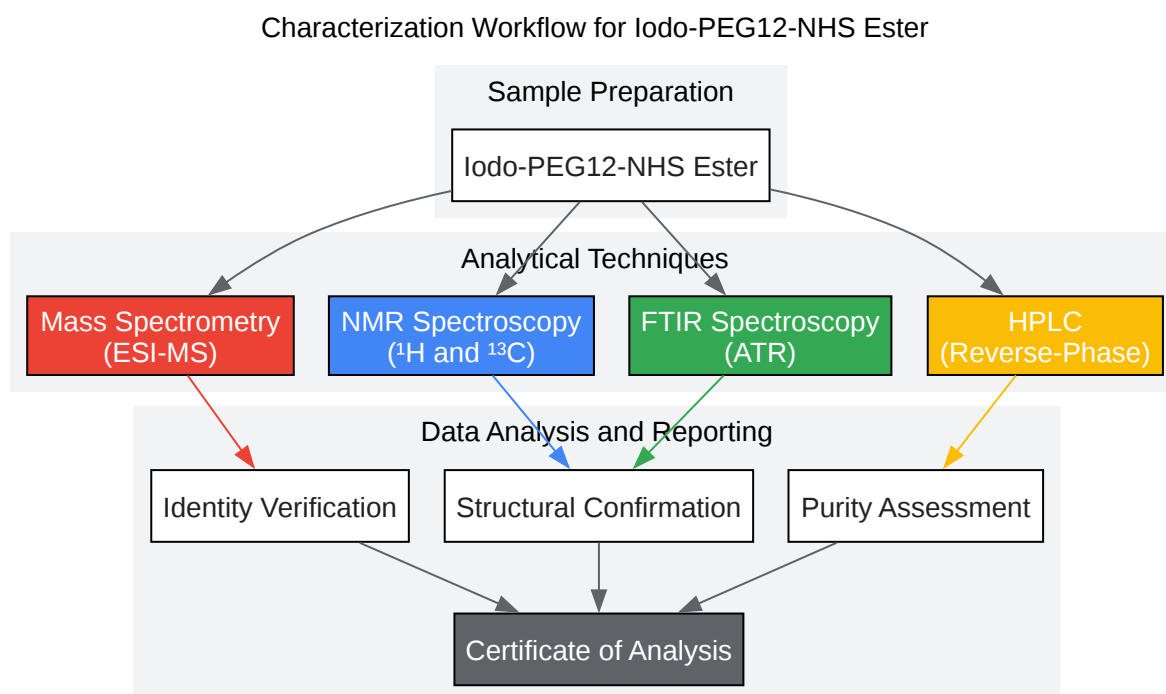 Characterization Workflow for Iodo-PEG12-NHS Ester
Sample Preparation
Iodo-PEG12-NHS Ester
Analytical Techniques
Mass Spectrometry
(ESI-MS)
NMR Spectroscopy
(¹H and ¹³C)
FTIR Spectroscopy
(ATR)
HPLC
(Reverse-Phase)
Data Analysis and Reporting
Identity Verification
Structural Confirmation
Purity Assessment
Certificate of Analysis